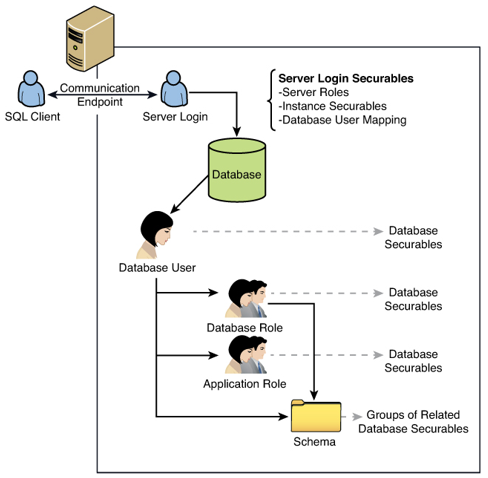 Communication
Endpoint
SQL Client
Server Login
Server Login Securables
-Server Roles
-Instance Securables
-Database User Mapping
Database
Database User
Database
Securables
Database Role
Database
Securables
Application Role
Database
Securables
Schema
Groups of Related
Database Securables